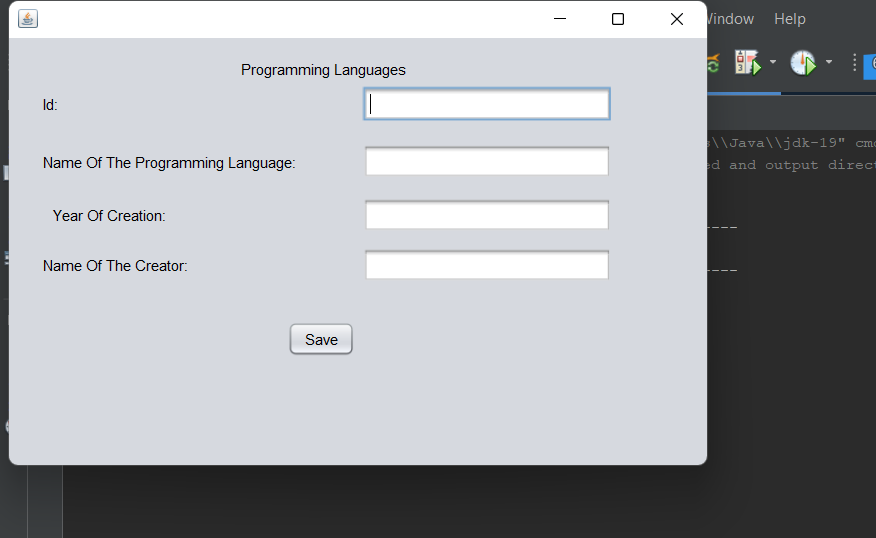 Window Help
Programming Languages
Id:
Name Of The Programming Language:
Year Of Creation:
Name Of The Creator:
Save
\\Java\\jdk-19" cmd
and output direct
----
----